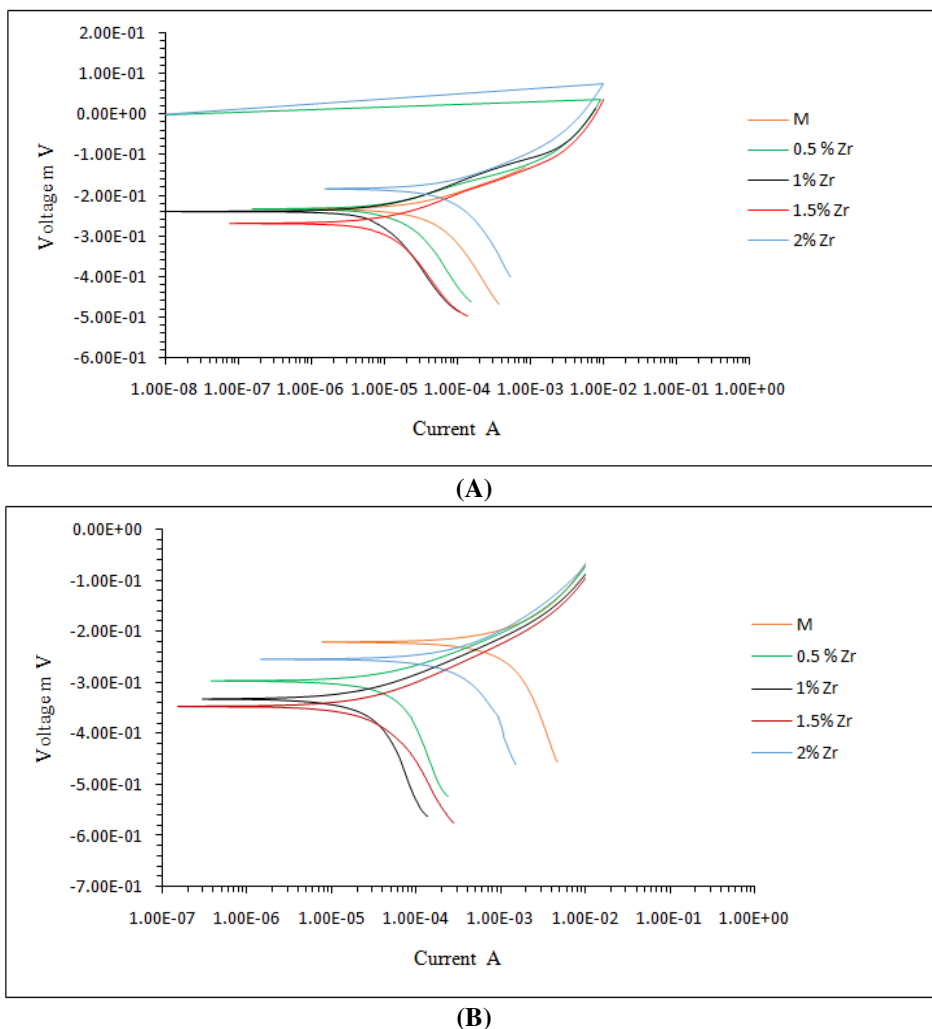 2.00E-01
1.00E-01
0.00E+00
-1.00E-01
-2.00E-01
-3.00E-01
-4.00E-01
-5.00E-01
-6.00E-01
Voltage m V
1.00E-08 1.00E-07 1.00E-06 1.00E-05 1.00E-04 1.00E-03 1.00E-02 1.00E-01 1.00E+00
Current A
M
0.5 % Zr
1% Zr
1.5% Zr
2% Zr
(A)
0.00E+00
-1.00E-01
-2.00E-01
-3.00E-01
-4.00E-01
-5.00E-01
-6.00E-01
-7.00E-01
Voltage m V
1.00E-07 1.00E-06 1.00E-05 1.00E-04 1.00E-03 1.00E-02 1.00E-01 1.00E+00
Current A
M
0.5 % Zr
1% Zr
1.5% Zr
2% Zr
(B)